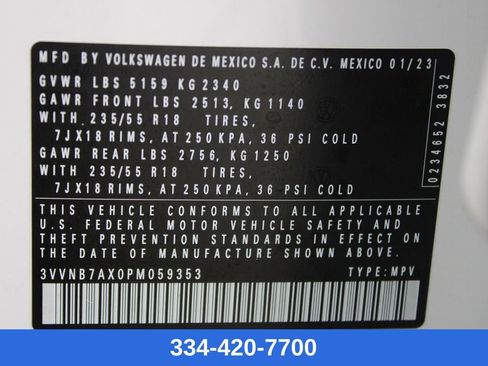 MFD BY VOLKSWAGEN DE MEXICO S.A. DE C.V. MEXICO 01/23
GVWR LBS 5159 KG 2340
GAWR FRONT LBS 2513, KG 1140
WITH 235/55 R18 TIRES,
7JX18 RIMS, AT 250 KPA, 36 PSI COLD
GAWR REAR LBS 2756, KG 1250
WITH 235/55 R18 TIRES,
7JX18 RIMS, AT 250 KPA, 36 PSI COLD
THIS VEHICLE CONFORMS TO ALL APPLICABLE
U.S. FEDERAL MOTOR VEHICLE SAFETY AND
THEFT PREVENTION STANDARDS IN EFFECT ON
THE DATE OF MANUFACTURE SHOWN ABOVE.
3VVNB7AX0PM059353 TYPE: MPV
0234652 3832
334-420-7700